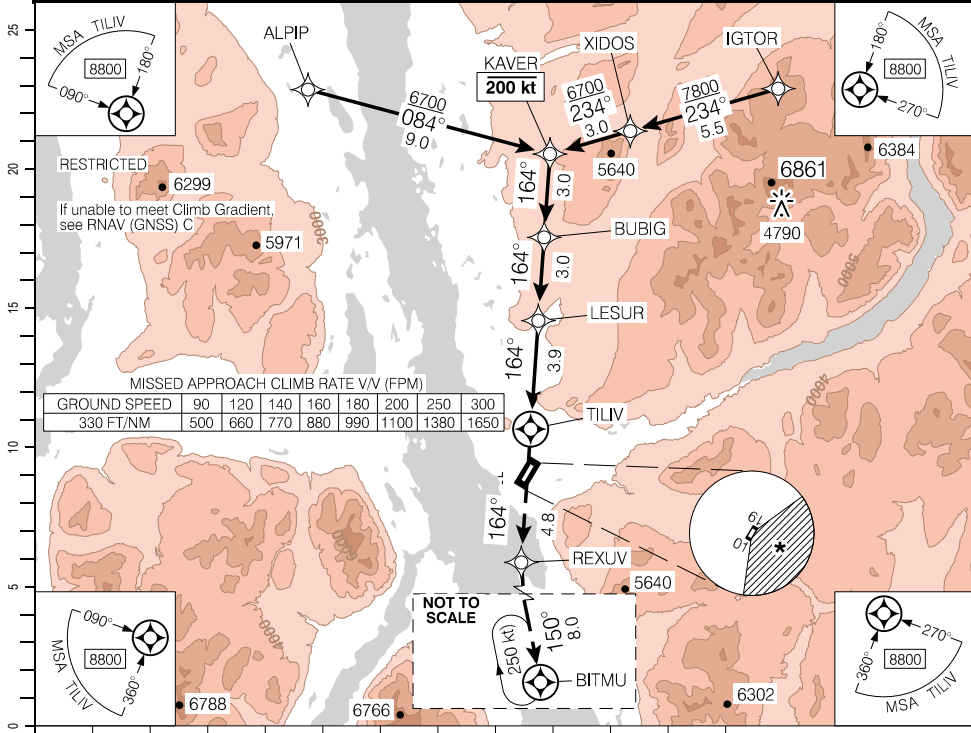 25
20
15
10
5
0
MSA TILIV
8800
180°
090°
ALPIP
KAVER
200 kt
XIDOS
IGTOR
MSA TILIV
180°
8800
270°
6700
084°
9.0
6700
234°
3.0
7800
234°
5.5
5640
6861
6384
4790
RESTRICTED
6299
If unable to meet Climb Gradient,
see RNAV (GNSS) C
5971
3000
164°
3.0
BUBIG
164°
3.0
5000
LESUR
164°
3.9
4000
MISSED APPROACH CLIMB RATE V/V (FPM)
GROUND SPEED 90 120 140 160 180 200 250 300
330 FT/NM 500 660 770 880 990 1100 1380 1650
TILIV
164°
4.8
19
01
*
REXUV
5640
NOT TO
SCALE
250 kt)
150°
8.0
BITMU
090°
MSA TILIV
8800
360°
4000
6788
6766
6302
270°
360°
8800
MSA TILIV